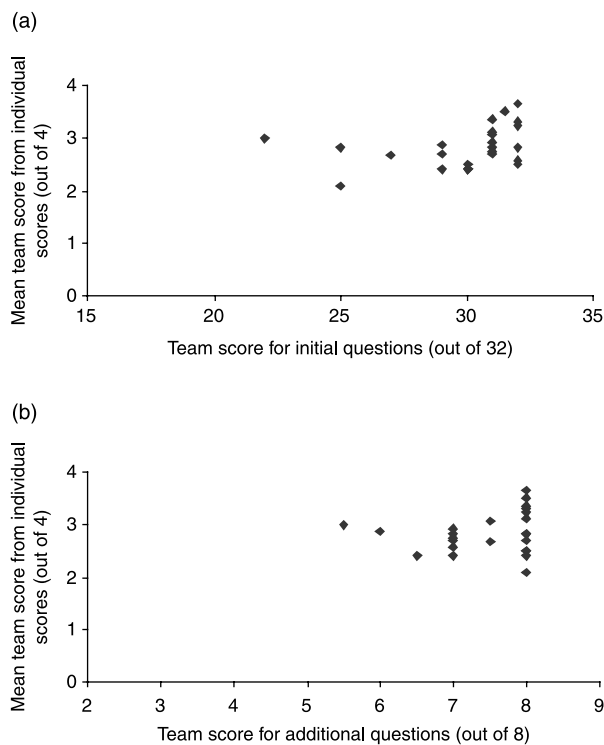 (a)
Mean team score from individual
scores (out of 4)
4
3
2
1
0
15
20
25
30
35
Team score for initial questions (out of 32)
(b)
Mean team score from individual
scores (out of 4)
4
3
2
1
0
2
3
4
5
6
7
8
9
Team score for additional questions (out of 8)